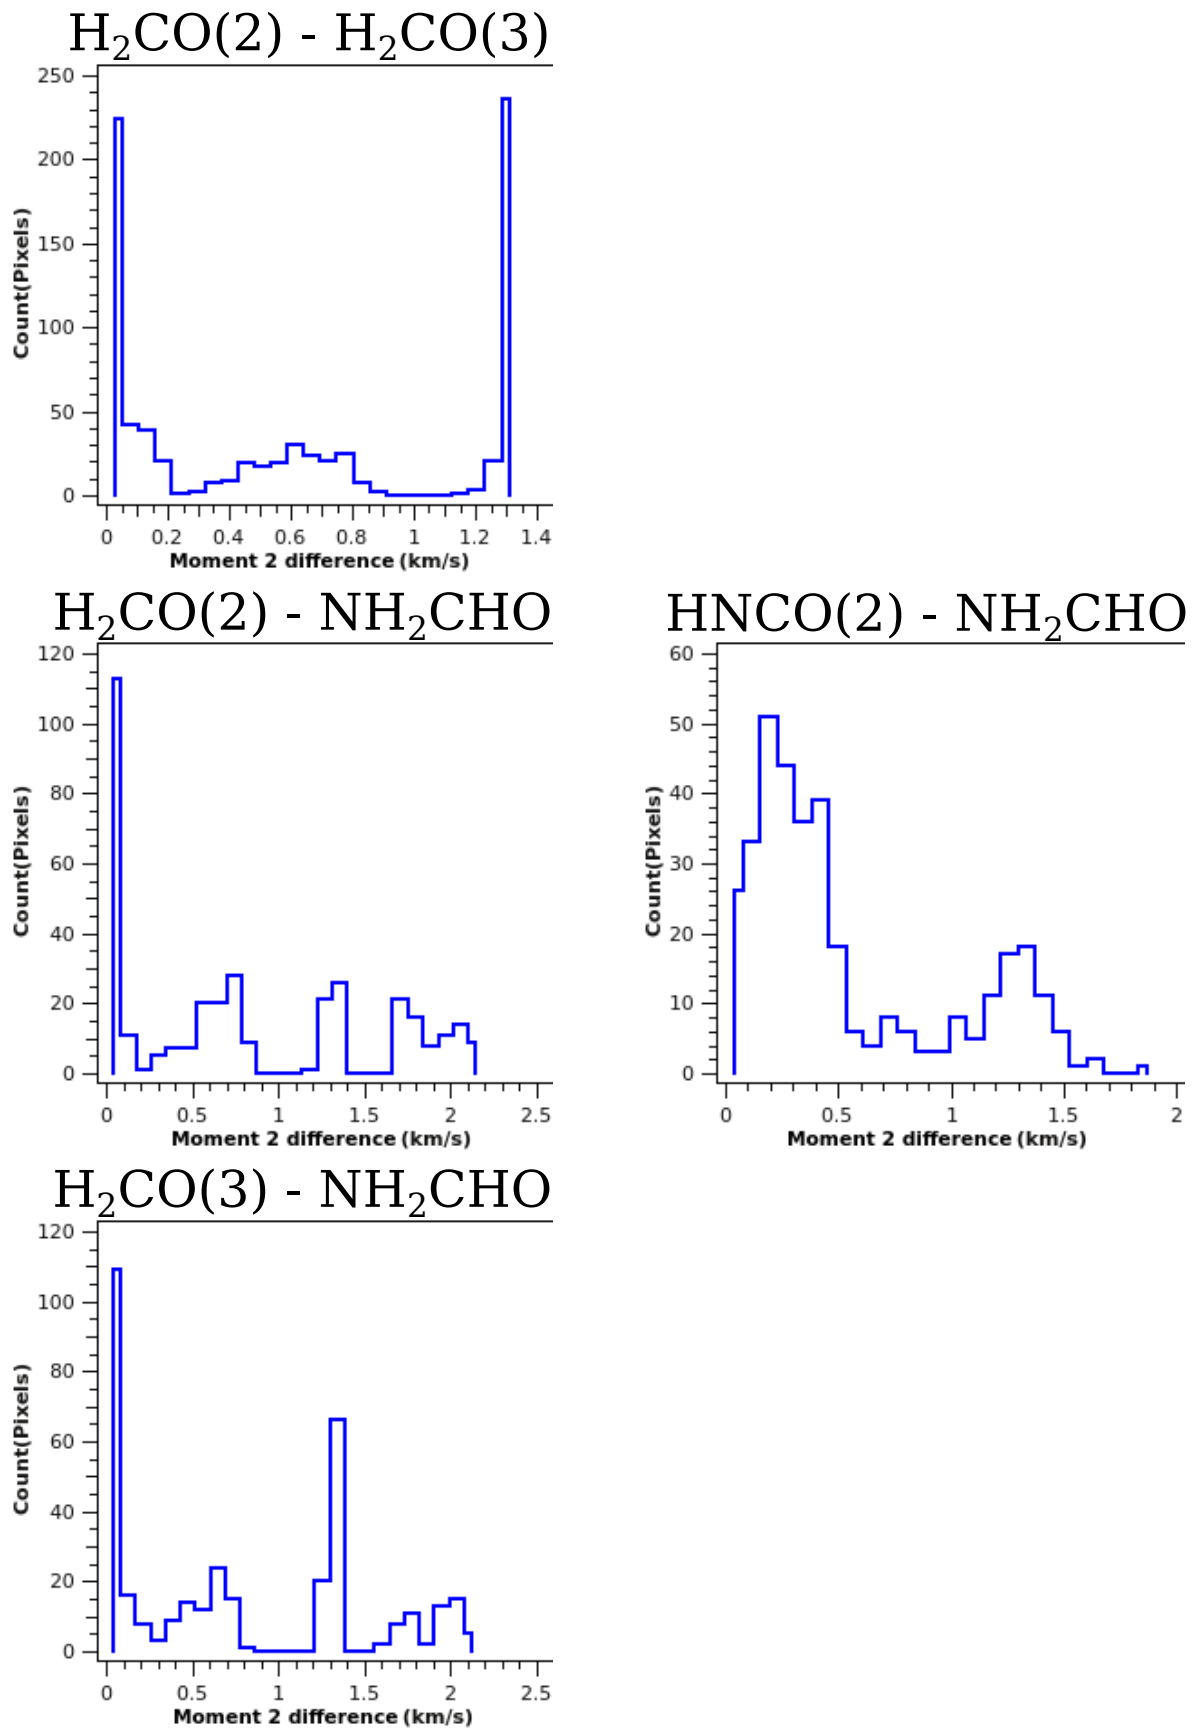 H₂CO(2) - H₂CO(3)
250
200
150
100
50
0
Count(Pixels)
0 0.2 0.4 0.6 0.8 1 1.2 1.4
Moment 2 difference (km/s)
H₂CO(2) - NH₂CHO
120
100
80
60
40
20
0
Count(Pixels)
0 0.5 1 1.5 2 2.5
Moment 2 difference (km/s)
HNCO(2) - NH₂CHO
60
50
40
30
20
10
0
Count(Pixels)
0 0.5 1 1.5 2
Moment 2 difference (km/s)
H₂CO(3) - NH₂CHO
120
100
80
60
40
20
0
Count(Pixels)
0 0.5 1 1.5 2 2.5
Moment 2 difference (km/s)